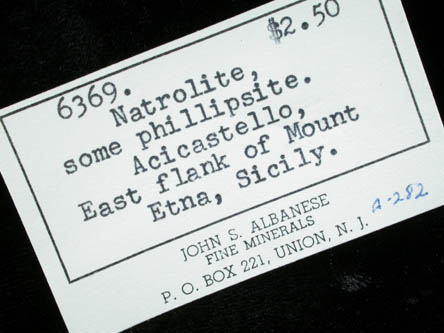 6369. $2.50
Natrolite,
some phillipsite.
Acicastello,
East flank of Mount
Etna, Sicily.
A-282
JOHN S. ALBANESE
FINE MINERALS
P. O. BOX 221, UNION, N. J.